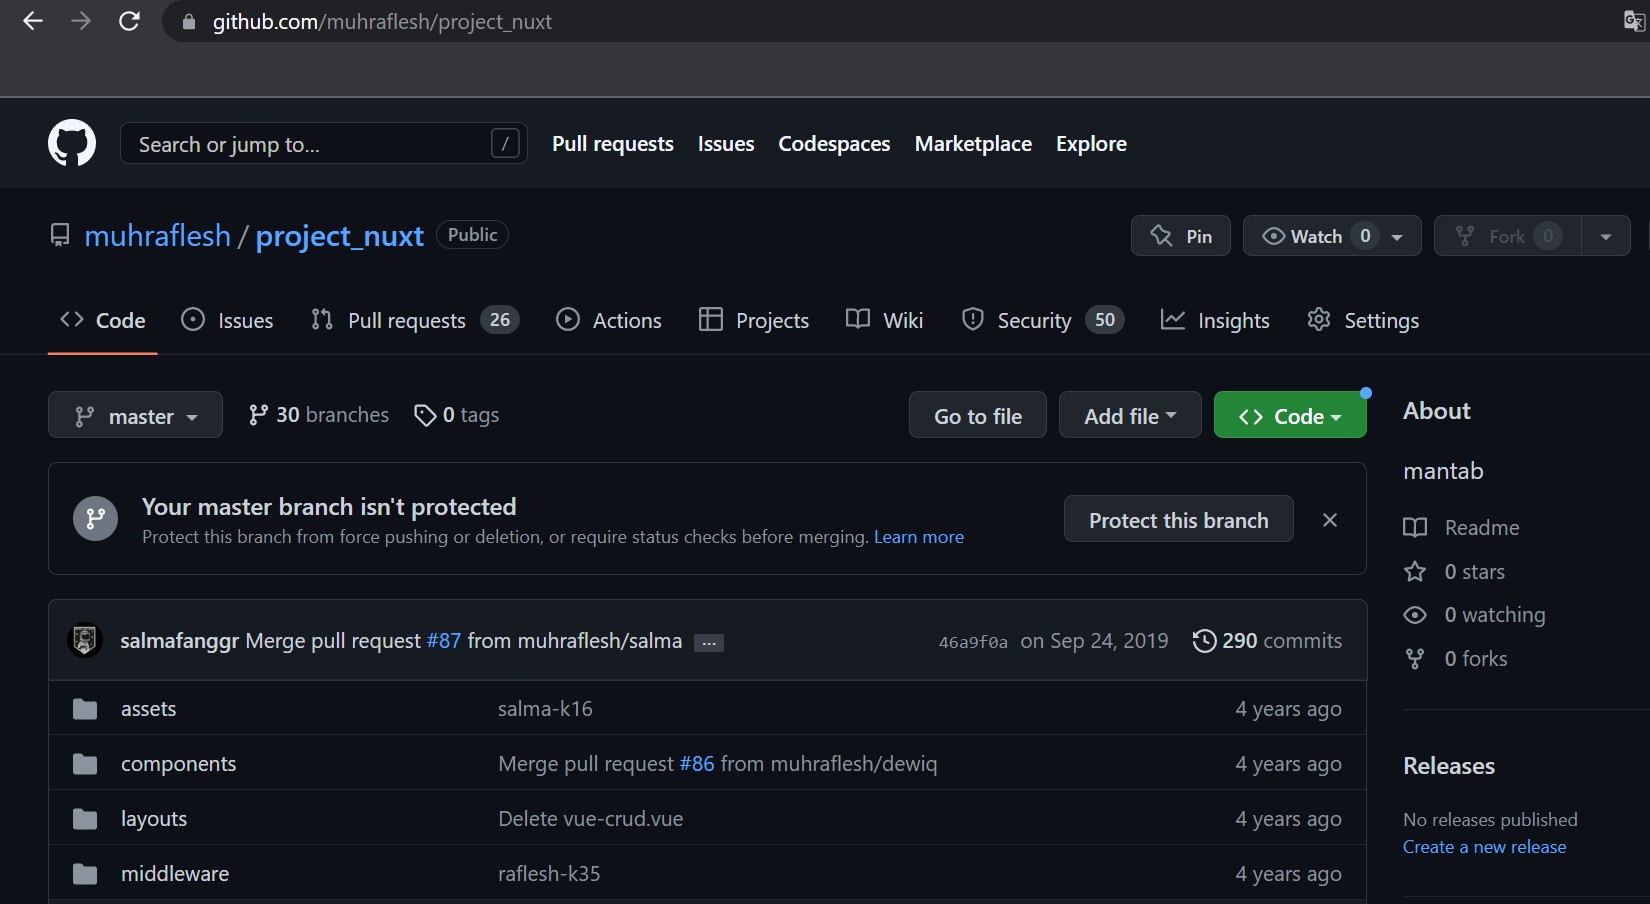 github.com/muhraflesh/project_nuxt
Search or jump to... /
Pull requests Issues Codespaces Marketplace Explore
muhraflesh / project_nuxt Public
Pin Watch 0 Fork 0
Code Issues Pull requests 26 Actions Projects Wiki Security 50 Insights Settings
master 30 branches 0 tags Go to file Add file Code
Your master branch isn't protected
Protect this branch from force pushing or deletion, or require status checks before merging. Learn more
Protect this branch
salmafanggr Merge pull request #87 from muhraflesh/salma ... 46a9f0a on Sep 24, 2019 290 commits
assets salma-k16 4 years ago
components Merge pull request #86 from muhraflesh/dewiq 4 years ago
layouts Delete vue-crud.vue 4 years ago
middleware raflesh-k35 4 years ago
About
mantab
Readme
0 stars
0 watching
0 forks
Releases
No releases published
Create a new release